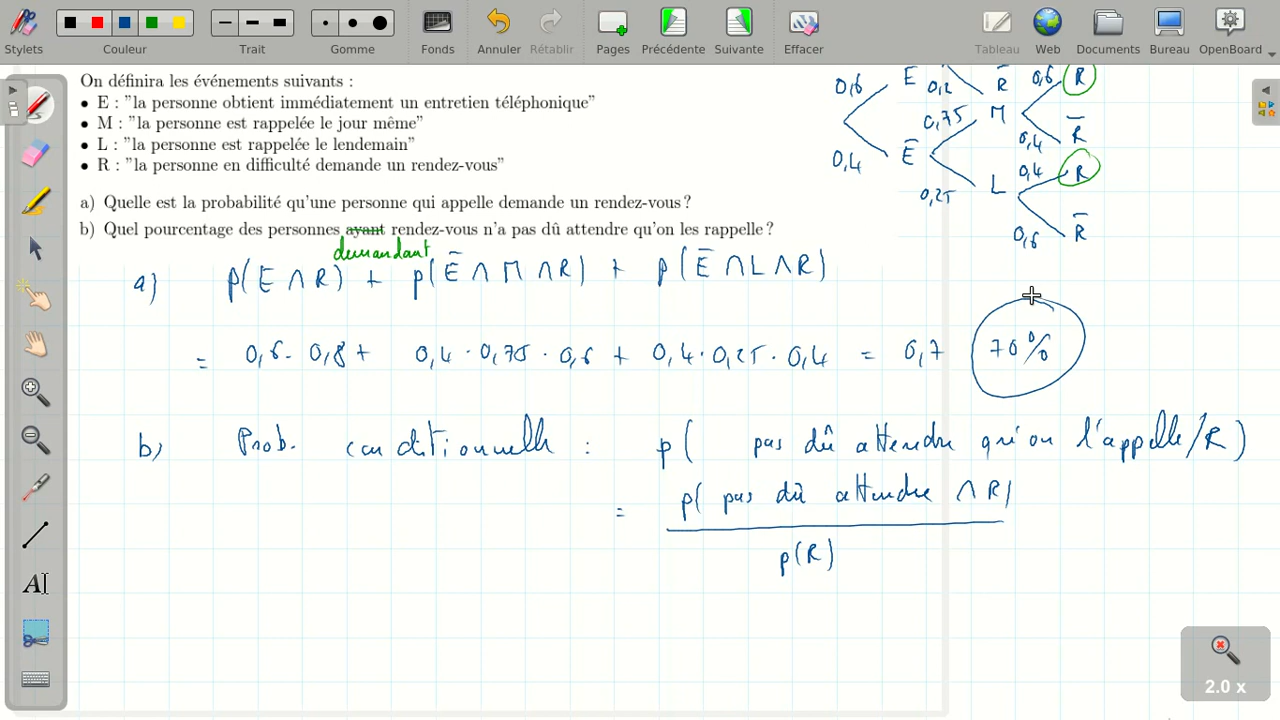 Stylets Couleur Trait Gomme Fonds Annuler Rétablir Pages Précédente Suivante Effacer Tableau Web Documents Bureau OpenBoard
On définira les événements suivants :
• E : "la personne obtient immédiatement un entretien téléphonique"
• M : "la personne est rappelée le jour même"
• L : "la personne est rappelée le lendemain"
• R : "la personne en difficulté demande un rendez-vous"
a) Quelle est la probabilité qu'une personne qui appelle demande un rendez-vous ?
b) Quel pourcentage des personnes ayant rendez-vous n'a pas dû attendre qu'on les rappelle ?
demandant
0,6 E 0,2 R̄ 0,6 R
0,75 M
0,4 R̄
0,4 Ē 0,4 R
0,25 L
0,6 R̄
a) p(E ∩ R) + p(Ē ∩ M ∩ R) + p(Ē ∩ L ∩ R)
= 0,6 · 0,8 + 0,4 · 0,75 · 0,6 + 0,4 · 0,25 · 0,4 = 0,7 70%
b) Prob. conditionnelle : p( pas dû attendre qu'on l'appelle/R)
= p( pas dû attendre ∩ R)
p(R)
A
2.0 x